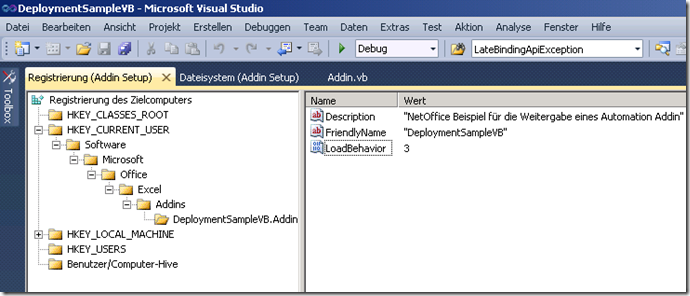 DeploymentSampleVB - Microsoft Visual Studio
Datei Bearbeiten Ansicht Projekt Erstellen Debuggen Team Daten Extras Test Aktion Analyse Fenster Hilfe
Debug LateBindingApiException
Toolbox
Registrierung (Addin Setup) Dateisystem (Addin Setup) Addin.vb
Registrierung des Zielcomputers
HKEY_CLASSES_ROOT
HKEY_CURRENT_USER
Software
Microsoft
Office
Excel
Addins
DeploymentSampleVB.Addin
HKEY_LOCAL_MACHINE
HKEY_USERS
Benutzer/Computer-Hive
Name Wert
Description "NetOffice Beispiel für die Weitergabe eines Automation Addin"
FriendlyName "DeploymentSampleVB"
LoadBehavior 3